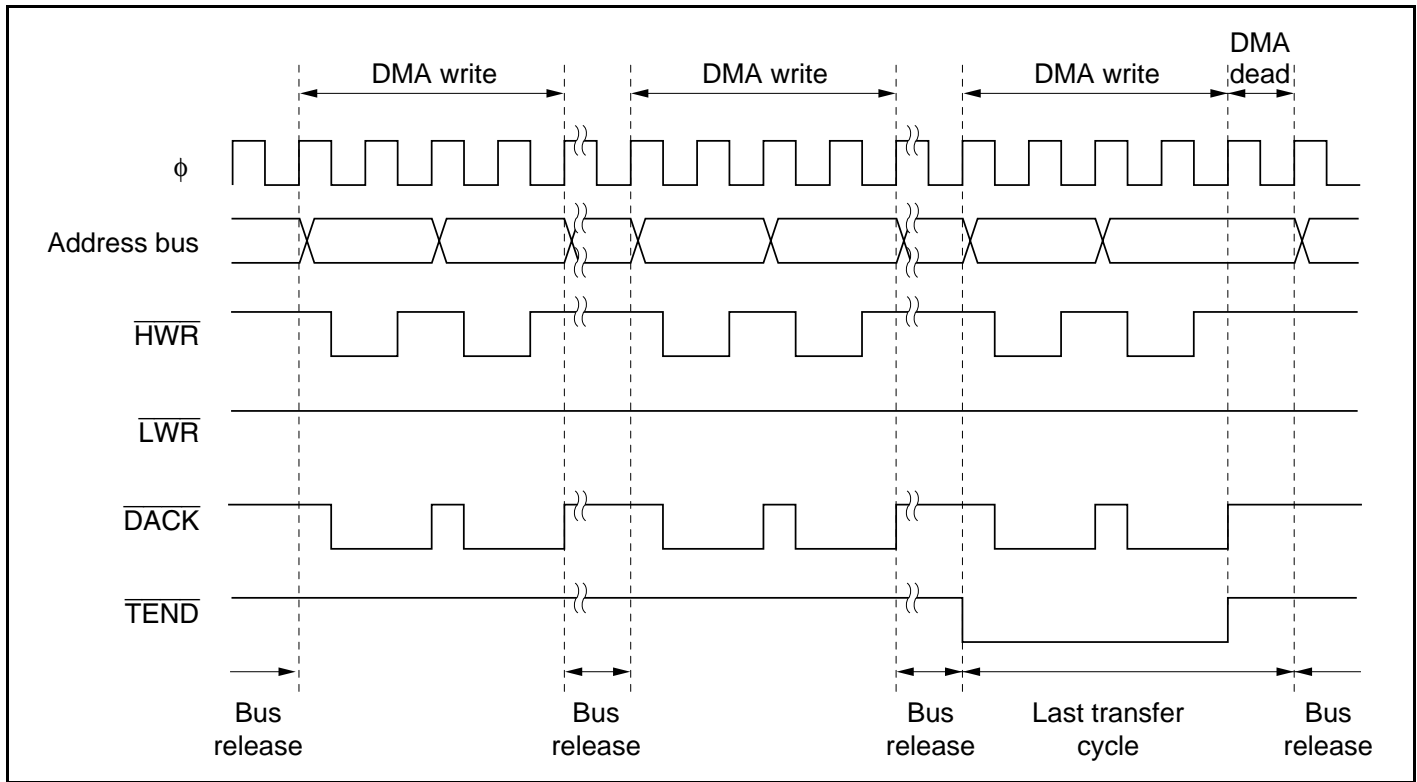 DMA write
DMA write
DMA write
DMA
dead
ϕ
Address bus
HWR
LWR
DACK
TEND
Bus
release
Bus
release
Bus
release
Last transfer
cycle
Bus
release